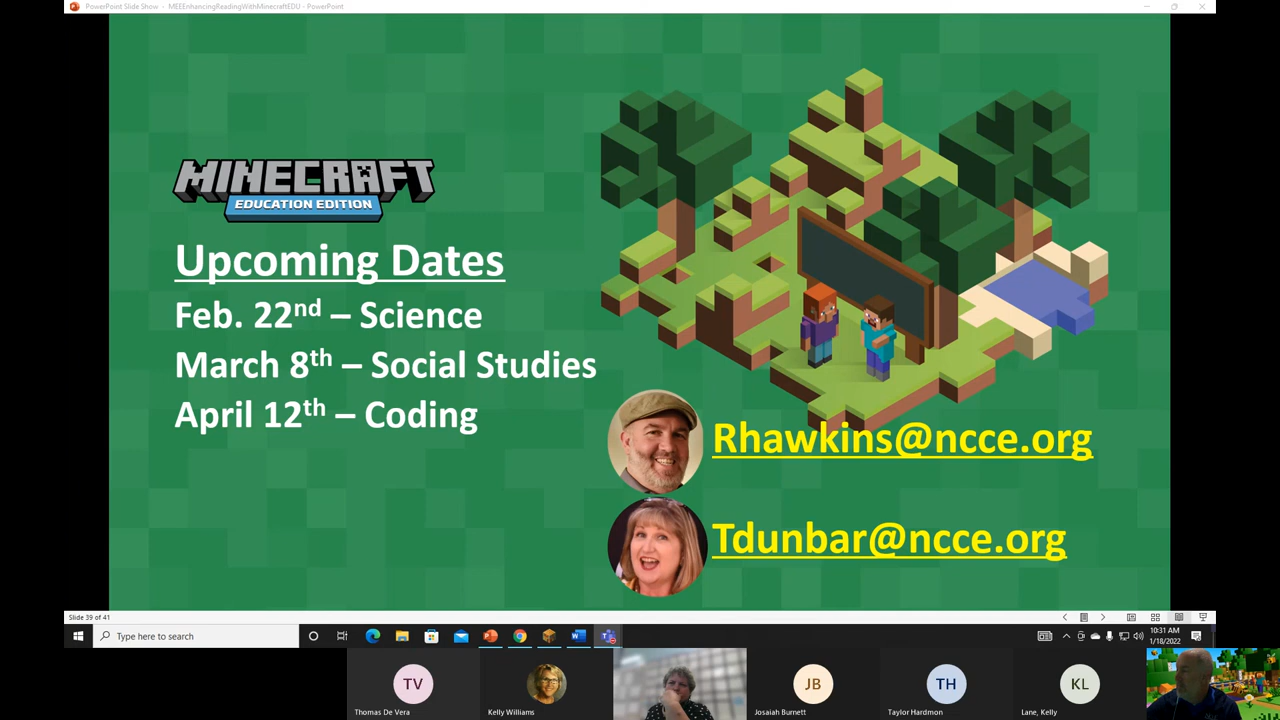 PowerPoint Slide Show - MEEEnhancingReadingWithMinecraftEDU - PowerPoint
MINECRAFT
EDUCATION EDITION
Upcoming Dates
Feb. 22nd – Science
March 8th – Social Studies
April 12th – Coding
Rhawkins@ncce.org
Tdunbar@ncce.org
Slide 39 of 41
Type here to search
10:31 AM
1/18/2022
TV
JB
TH
KL
Thomas De Vera
Kelly Williams
Josaiah Burnett
Taylor Hardmon
Lane, Kelly